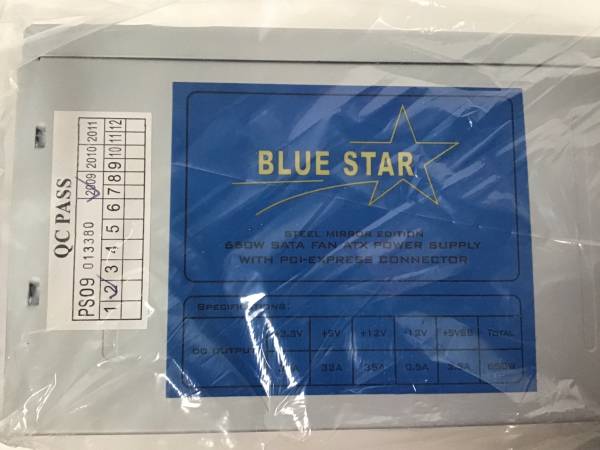 QC PASS
PS09 013380 2009 2010 2011
1 2 3 4 5 6 7 8 9 10 11 12
BLUE STAR
STEEL MIRROR EDITION
650W SATA FAN ATX POWER SUPPLY
WITH PCI-EXPRESS CONNECTOR
SPECIFICATIONS:
DC OUTPUT +3.3V +5V +12V -12V +5VSB TOTAL
32A 35A 0.5A 650W